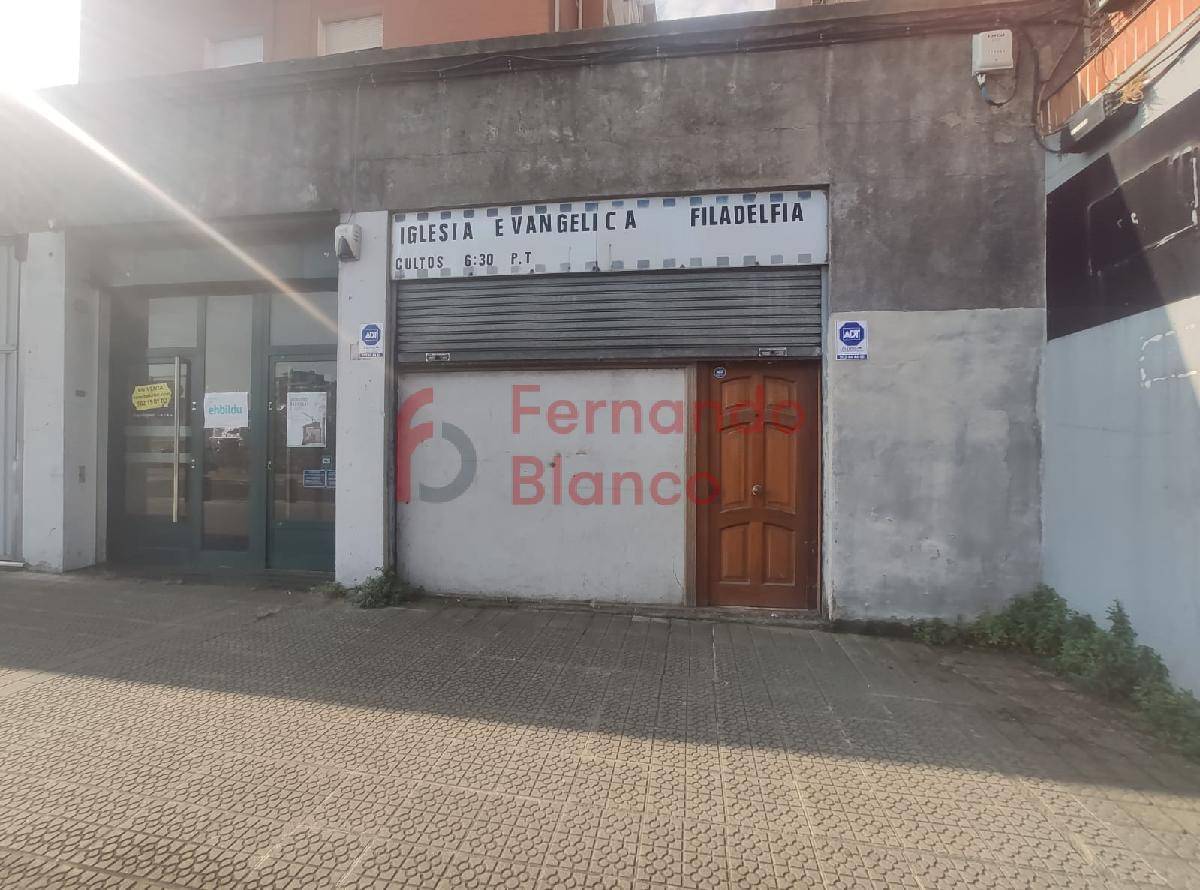 IGLESIA EVANGELICA FILADELFIA
CULTOS 6:30 P.T
ADT
ADT
EN VENTA
ehbildu
Fernando
Blanco